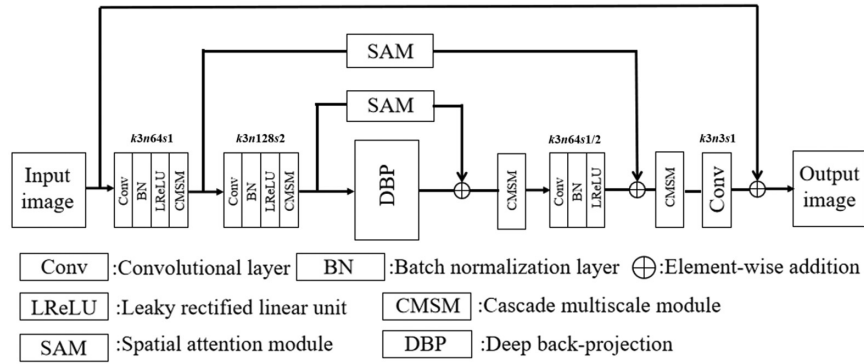 SAM
SAM
k3n64s1
k3n128s2
k3n64s1/2
k3n3s1
Input
image
Conv
BN
LReLU
CMSM
Conv
BN
LReLU
CMSM
DBP
CMSM
Conv
BN
LReLU
CMSM
Conv
Output
image
Conv :Convolutional layer BN :Batch normalization layer ⊕:Element-wise addition
LReLU :Leaky rectified linear unit CMSM :Cascade multiscale module
SAM :Spatial attention module DBP :Deep back-projection